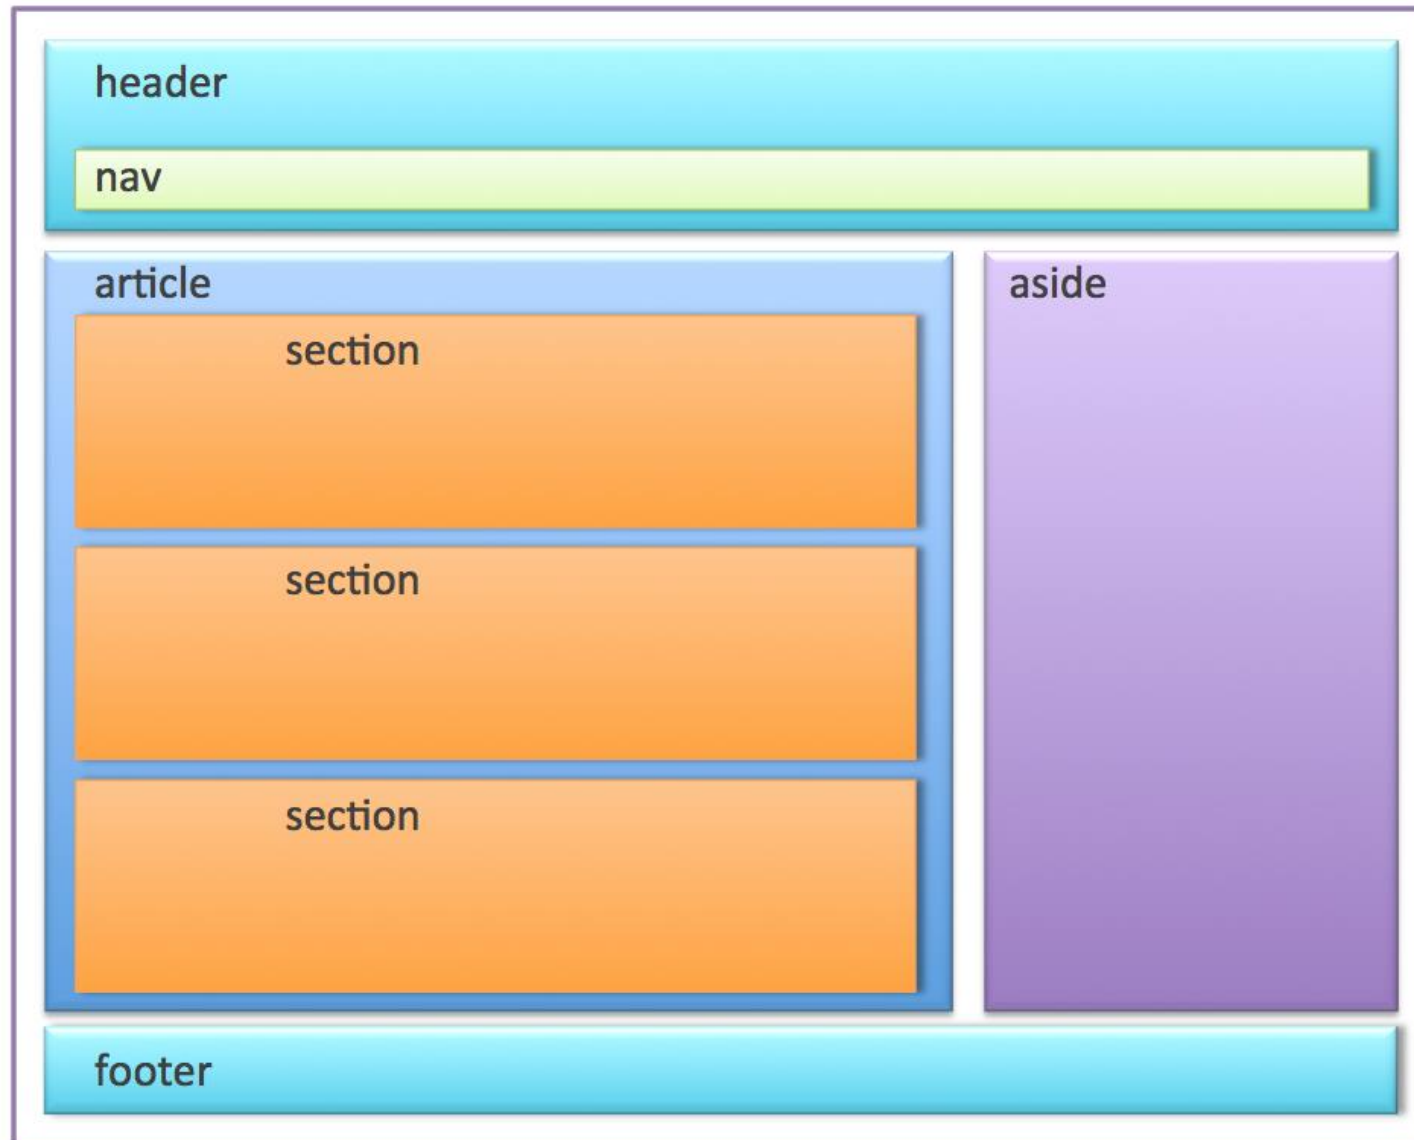 header
nav
article
section
section
section
aside
footer